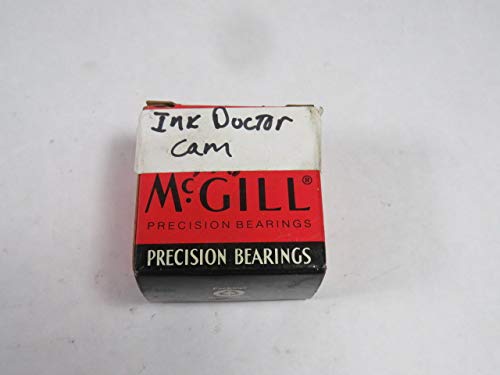 Ink Doctor
Cam
McGILL®
PRECISION BEARINGS
PRECISION BEARINGS